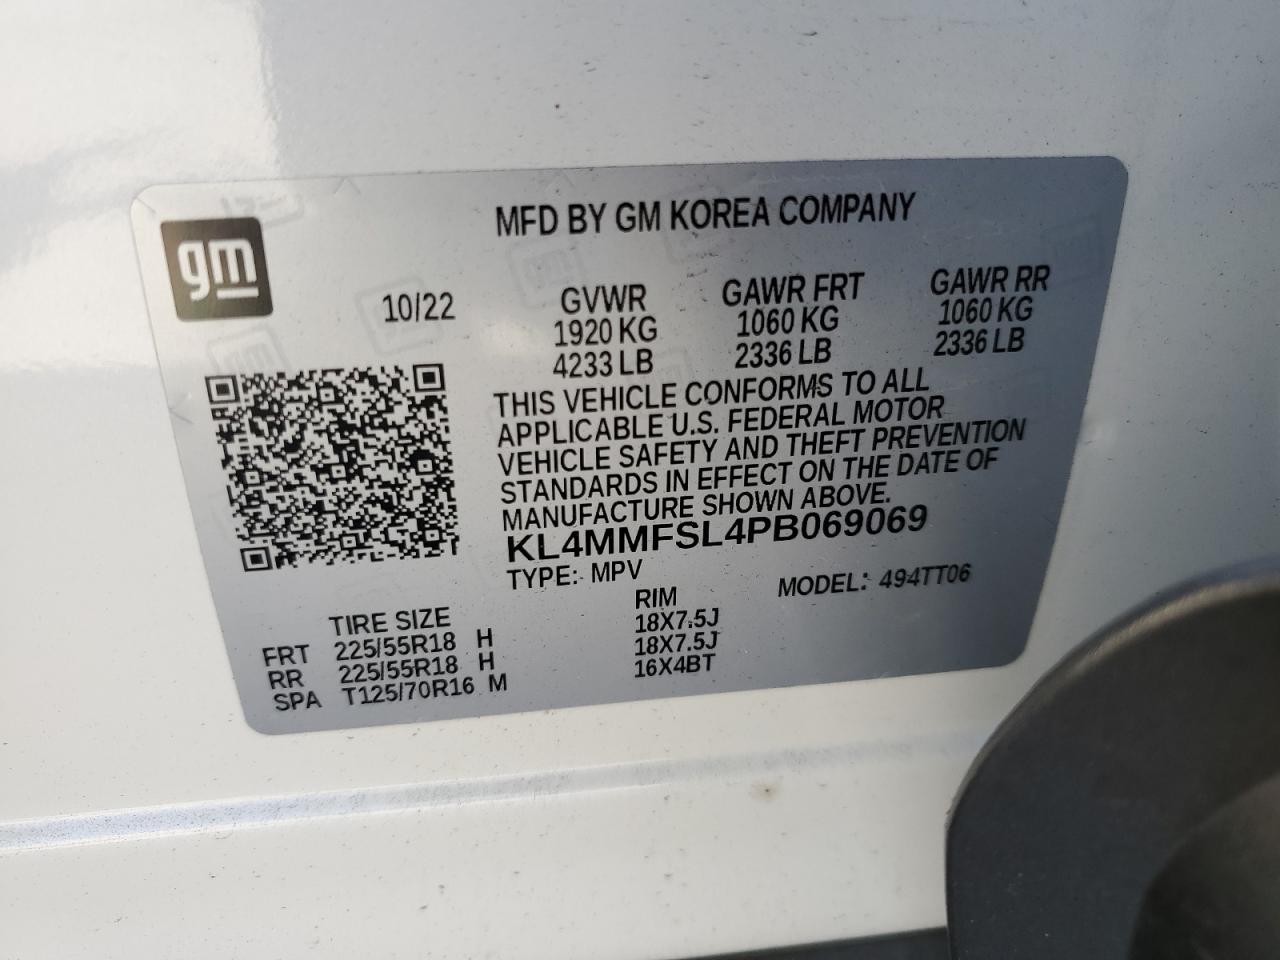 MFD BY GM KOREA COMPANY
gm
10/22
GVWR GAWR FRT GAWR RR
1920 KG 1060 KG 1060 KG
4233 LB 2336 LB 2336 LB
THIS VEHICLE CONFORMS TO ALL
APPLICABLE U.S. FEDERAL MOTOR
VEHICLE SAFETY AND THEFT PREVENTION
STANDARDS IN EFFECT ON THE DATE OF
MANUFACTURE SHOWN ABOVE.
KL4MMFSL4PB069069
TYPE: MPV MODEL: 494TT06
TIRE SIZE RIM
FRT 225/55R18 H 18X7.5J
RR 225/55R18 H 18X7.5J
SPA T125/70R16 M 16X4BT